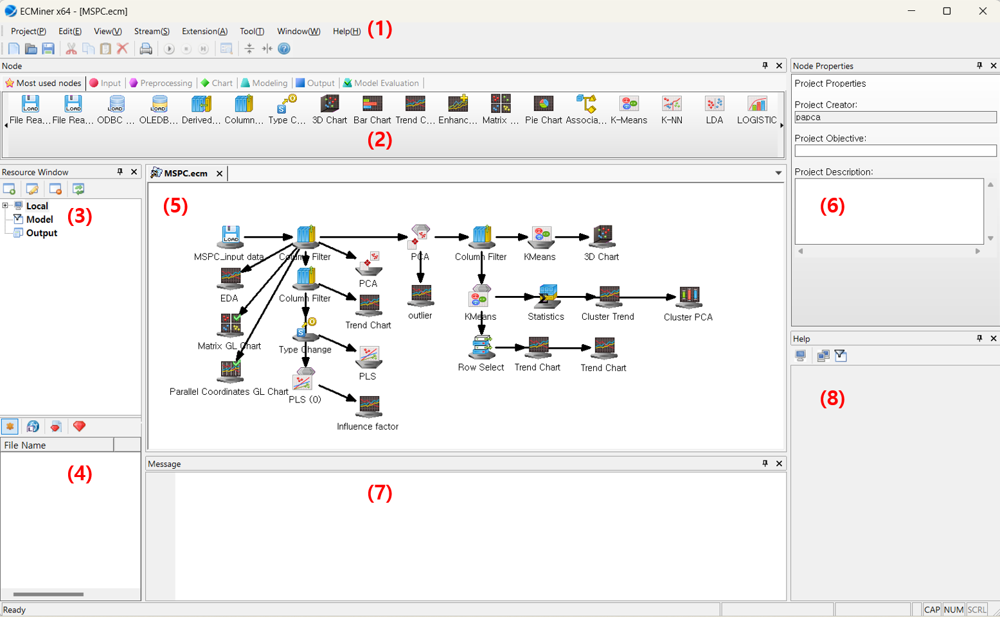 ECMiner x64 - [MSPC.ecm]
Project(P) Edit(E) View(V) Stream(S) Extension(A) Tool(T) Window(W) Help(H) (1)
Node
Most used nodes Input Preprocessing Chart Modeling Output Model Evaluation
File Rea... File Rea... ODBC ... OLEDB... Derived... Column... Type C... 3D Chart Bar Chart Trend C... Enhanc... Matrix ... Pie Chart Associa... K-Means K-NN LDA LOGISTIC
(2)
Node Properties
Project Properties
Project Creator:
papca
Project Objective:
Project Description:
(6)
Resource Window
Local
Model
Output
(3)
File Name
(4)
MSPC.ecm
(5)
MSPC_input data Column Filter PCA Column Filter KMeans 3D Chart
PCA
EDA Column Filter
outlier KMeans Statistics Cluster Trend Cluster PCA
Trend Chart
Matrix GL Chart Type Change
Row Select Trend Chart Trend Chart
PLS
Parallel Coordinates GL Chart PLS (0)
Influence factor
Message
(7)
Help
(8)
Ready CAP NUM SCRL